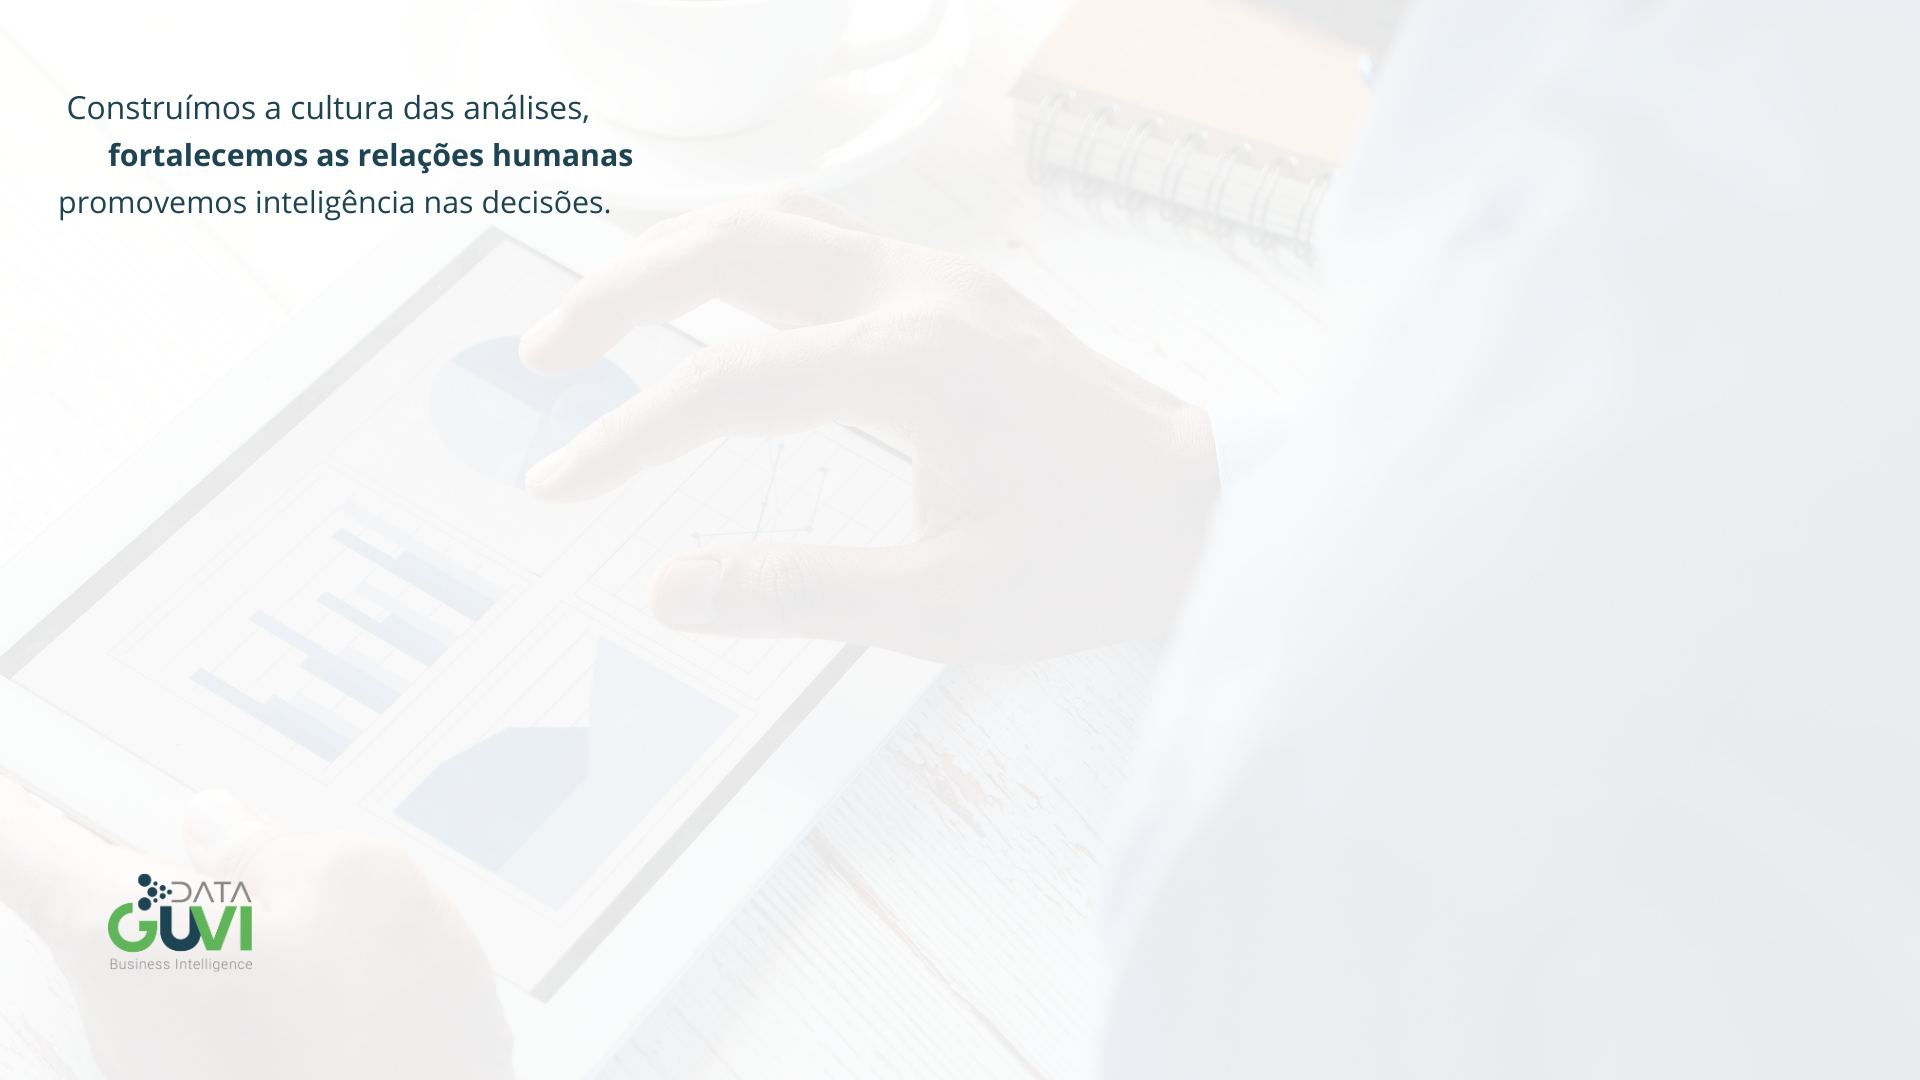 Construímos a cultura das análises,
fortalecemos as relações humanas
promovemos inteligência nas decisões.
DATA
GUVI
Business Intelligence